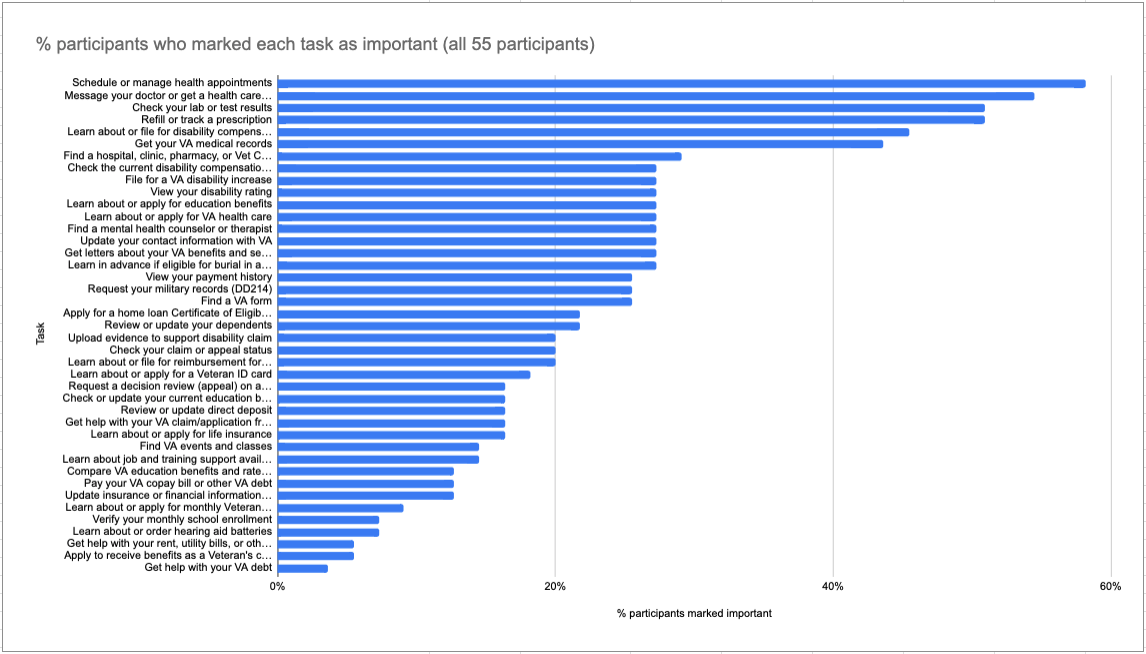 % participants who marked each task as important (all 55 participants)
Schedule or manage health appointments
Message your doctor or get a health care...
Check your lab or test results
Refill or track a prescription
Learn about or file for disability compens...
Get your VA medical records
Find a hospital, clinic, pharmacy, or Vet C...
Check the current disability compensatio...
File for a VA disability increase
View your disability rating
Learn about or apply for education benefits
Learn about or apply for VA health care
Find a mental health counselor or therapist
Update your contact information with VA
Get letters about your VA benefits and se...
Learn in advance if eligible for burial in a...
View your payment history
Request your military records (DD214)
Find a VA form
Apply for a home loan Certificate of Eligib...
Review or update your dependents
Upload evidence to support disability claim
Check your claim or appeal status
Learn about or file for reimbursement for...
Learn about or apply for a Veteran ID card
Request a decision review (appeal) on a...
Check or update your current education b...
Review or update direct deposit
Get help with your VA claim/application fr...
Learn about or apply for life insurance
Find VA events and classes
Learn about job and training support avail...
Compare VA education benefits and rate...
Pay your VA copay bill or other VA debt
Update insurance or financial information...
Learn about or apply for monthly Veteran...
Verify your monthly school enrollment
Learn about or order hearing aid batteries
Get help with your rent, utility bills, or oth...
Apply to receive benefits as a Veteran's c...
Get help with your VA debt
Task
0%
20%
40%
60%
% participants marked important